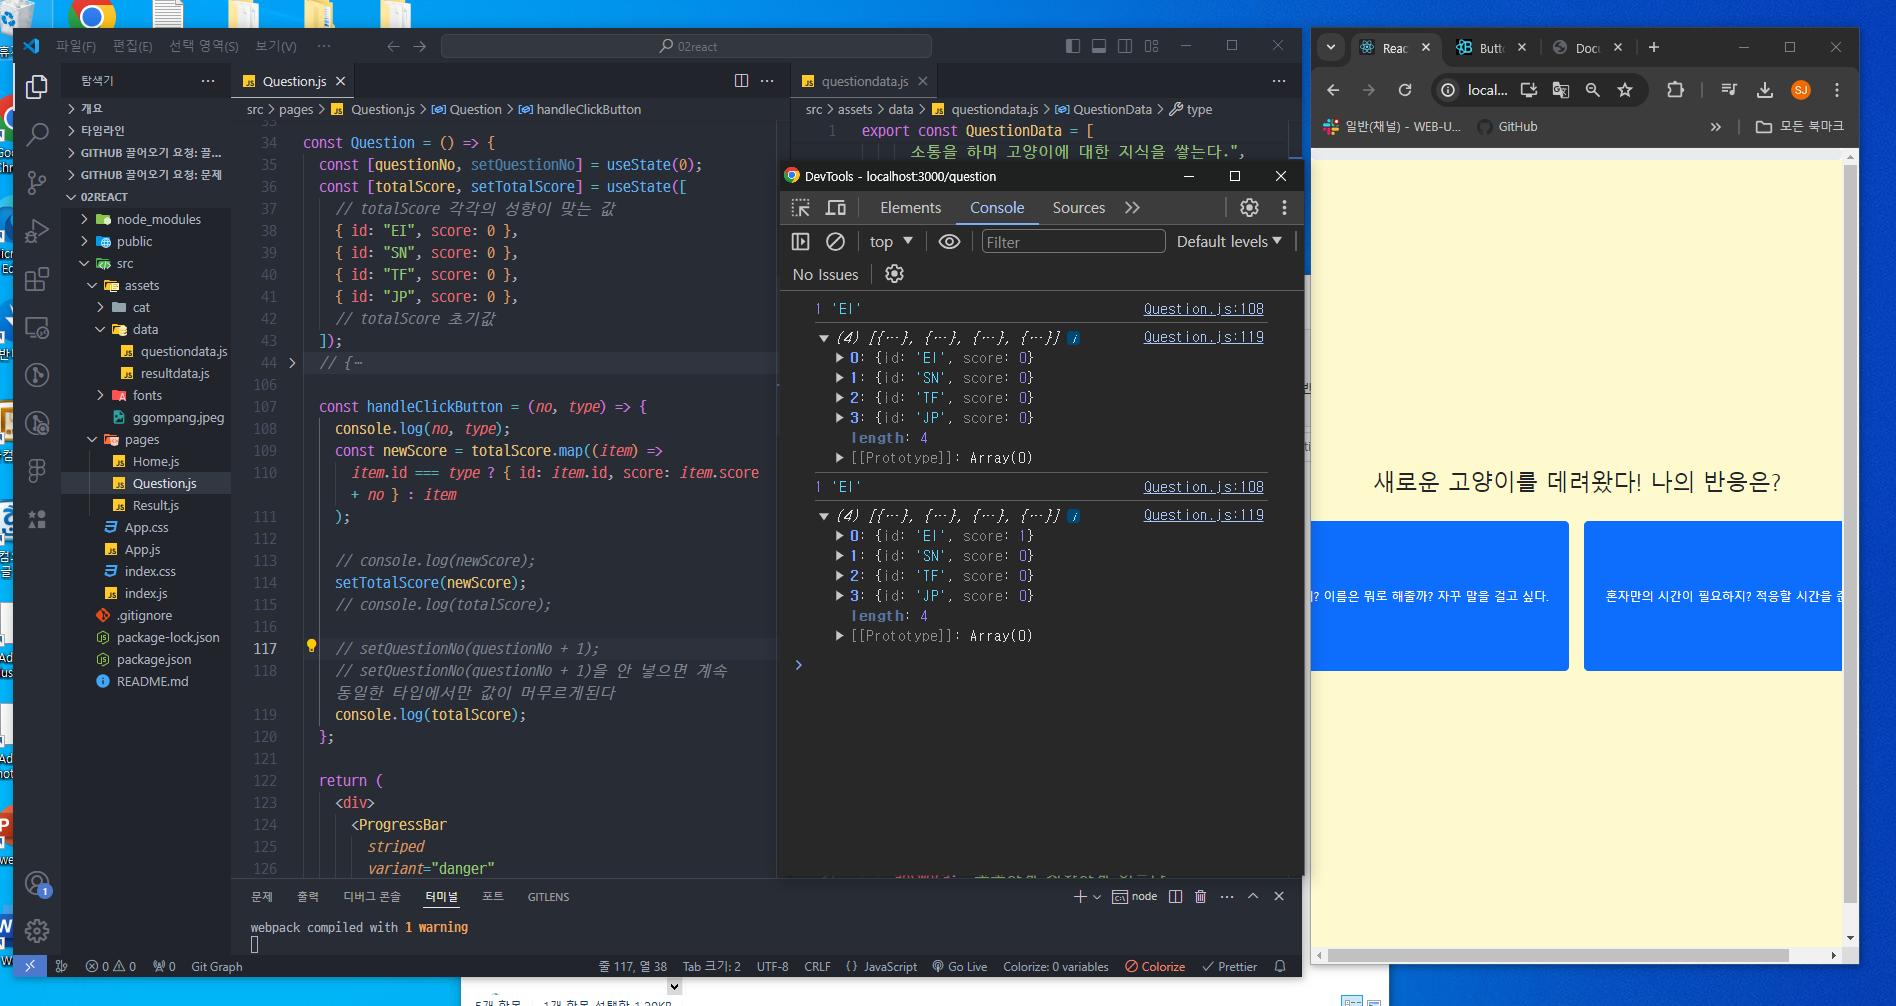 파일(F) 편집(E) 선택 영역(S) 보기(V) ···
02react
탐색기
개요
타임라인
GITHUB 끌어오기 요청: 끌...
GITHUB 끌어오기 요청: 문제
02REACT
node_modules
public
src
assets
cat
data
questiondata.js
resultdata.js
fonts
ggompang.jpeg
pages
Home.js
Question.js
Result.js
App.css
App.js
index.css
index.js
.gitignore
package-lock.json
package.json
README.md
1
Question.js
src > pages > Question.js > Question > handleClickButton
33
34 const Question = () => {
35 const [questionNo, setQuestionNo] = useState(0);
36 const [totalScore, setTotalScore] = useState([
37 // totalScore 각각의 성향이 맞는 값
38 { id: "EI", score: 0 },
39 { id: "SN", score: 0 },
40 { id: "TF", score: 0 },
41 { id: "JP", score: 0 },
42 // totalScore 초기값
43 ]);
44 // {···
106
107 const handleClickButton = (no, type) => {
108 console.log(no, type);
109 const newScore = totalScore.map((item) =>
110 item.id === type ? { id: item.id, score: item.score
+ no } : item
111 );
112
113 // console.log(newScore);
114 setTotalScore(newScore);
115 // console.log(totalScore);
116
117 // setQuestionNo(questionNo + 1);
118 // setQuestionNo(questionNo + 1)을 안 넣으면 계속
동일한 타입에서만 값이 머무르게된다
119 console.log(totalScore);
120 };
121
122 return (
123 <div>
124 <ProgressBar
125 striped
126 variant="danger"
questiondata.js
src > assets > data > questiondata.js > QuestionData > type
1 export const QuestionData = [
소통을 하며 고양이에 대한 지식을 쌓는다.",
DevTools - localhost:3000/question
Elements Console Sources
top Filter Default levels
No Issues
1 'EI' Question.js:108
(4) [{…}, {…}, {…}, {…}] i Question.js:119
0: {id: 'EI', score: 0}
1: {id: 'SN', score: 0}
2: {id: 'TF', score: 0}
3: {id: 'JP', score: 0}
length: 4
[[Prototype]]: Array(0)
1 'EI' Question.js:108
(4) [{…}, {…}, {…}, {…}] i Question.js:119
0: {id: 'EI', score: 1}
1: {id: 'SN', score: 0}
2: {id: 'TF', score: 0}
3: {id: 'JP', score: 0}
length: 4
[[Prototype]]: Array(0)
문제 출력 디버그 콘솔 터미널 포트 GITLENS
node
webpack compiled with 1 warning
0 0 0 Git Graph
줄 117, 열 38 Tab 크기: 2 UTF-8 CRLF {} JavaScript Go Live Colorize: 0 variables Colorize Prettier
Reac Butto Docu
local... SJ
일반(채널) - WEB-U... GitHub 모든 북마크
새로운 고양이를 데려왔다! 나의 반응은?
? 이름은 뭐로 해줄까? 자꾸 말을 걸고 싶다.
혼자만의 시간이 필요하지? 적응할 시간을